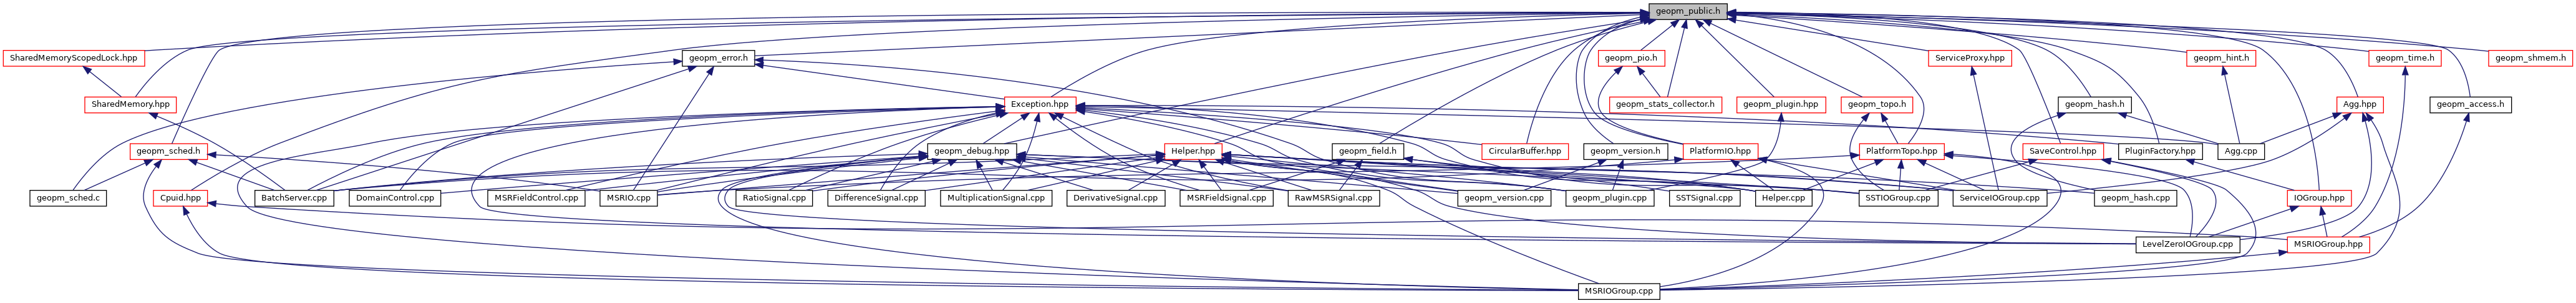 geopm_public.h
SharedMemoryScopedLock.hpp
geopm_error.h
geopm_pio.h
ServiceProxy.hpp
geopm_hint.h
geopm_time.h
geopm_shmem.h
SharedMemory.hpp
Exception.hpp
geopm_stats_collector.h
geopm_plugin.hpp
geopm_topo.h
geopm_hash.h
Agg.hpp
geopm_access.h
geopm_sched.h
geopm_debug.hpp
Helper.hpp
geopm_field.h
CircularBuffer.hpp
geopm_version.h
PlatformIO.hpp
PlatformTopo.hpp
SaveControl.hpp
PluginFactory.hpp
Agg.cpp
geopm_sched.c
Cpuid.hpp
BatchServer.cpp
DomainControl.cpp
MSRFieldControl.cpp
MSRIO.cpp
RatioSignal.cpp
DifferenceSignal.cpp
MultiplicationSignal.cpp
DerivativeSignal.cpp
MSRFieldSignal.cpp
RawMSRSignal.cpp
geopm_version.cpp
geopm_plugin.cpp
SSTSignal.cpp
Helper.cpp
SSTIOGroup.cpp
ServiceIOGroup.cpp
geopm_hash.cpp
IOGroup.hpp
LevelZeroIOGroup.cpp
MSRIOGroup.hpp
MSRIOGroup.cpp